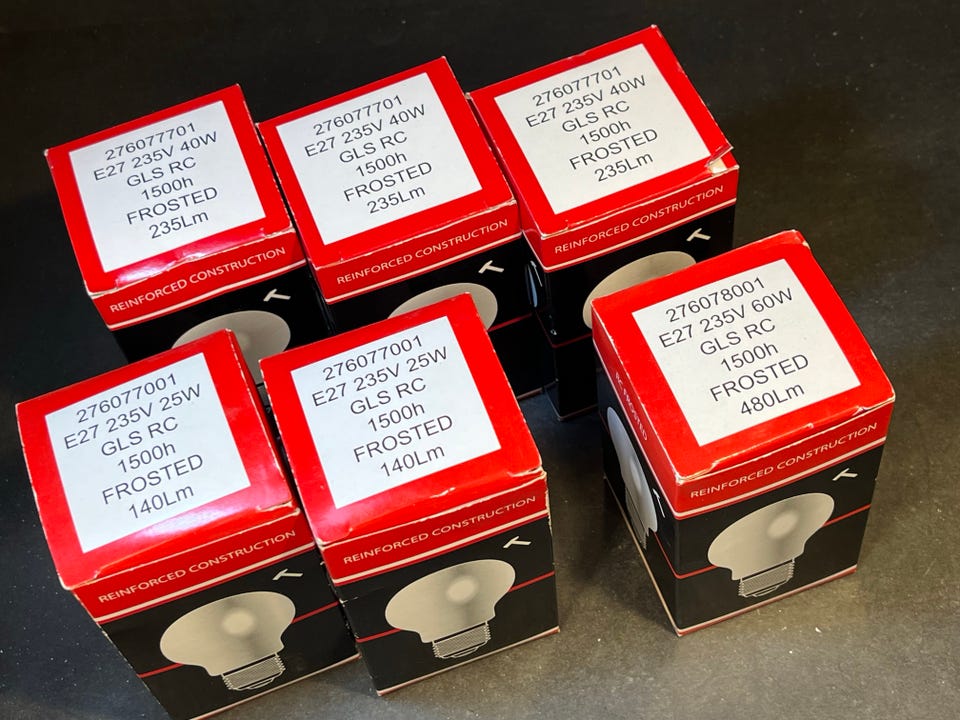 276077701
E27 235V 40W
GLS RC
1500h
FROSTED
235Lm
REINFORCED CONSTRUCTION
276077701
E27 235V 40W
GLS RC
1500h
FROSTED
235Lm
REINFORCED CONSTRUCTION
276077701
E27 235V 40W
GLS RC
1500h
FROSTED
235Lm
REINFORCED CONSTRUCTION
276077001
E27 235V 25W
GLS RC
1500h
FROSTED
140Lm
REINFORCED CONSTRUCTION
276077001
E27 235V 25W
GLS RC
1500h
FROSTED
140Lm
REINFORCED CONSTRUCTION
276078001
E27 235V 60W
GLS RC
1500h
FROSTED
480Lm
REINFORCED CONSTRUCTION